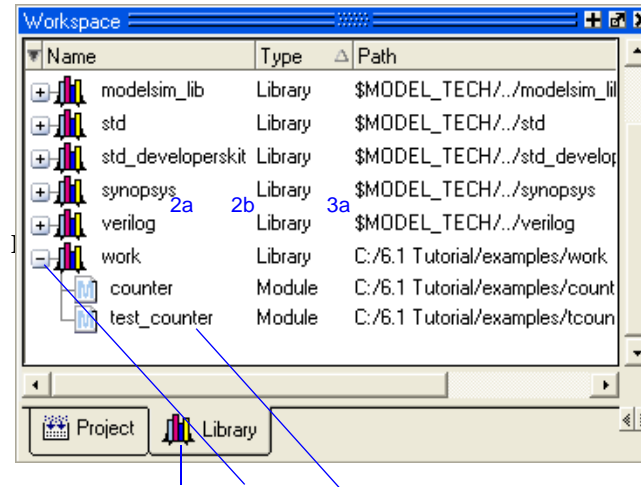 Workspace
Name Type Path
modelsim_lib Library $MODEL_TECH/../modelsim_lil
std Library $MODEL_TECH/../std
std_developerskit Library $MODEL_TECH/../std_develop
synopsys Library $MODEL_TECH/../synopsys
2a 2b 3a
verilog Library $MODEL_TECH/../verilog
work Library C:/6.1 Tutorial/examples/work
M counter Module C:/6.1 Tutorial/examples/count
M test_counter Module C:/6.1 Tutorial/examples/tcoun
Project Library